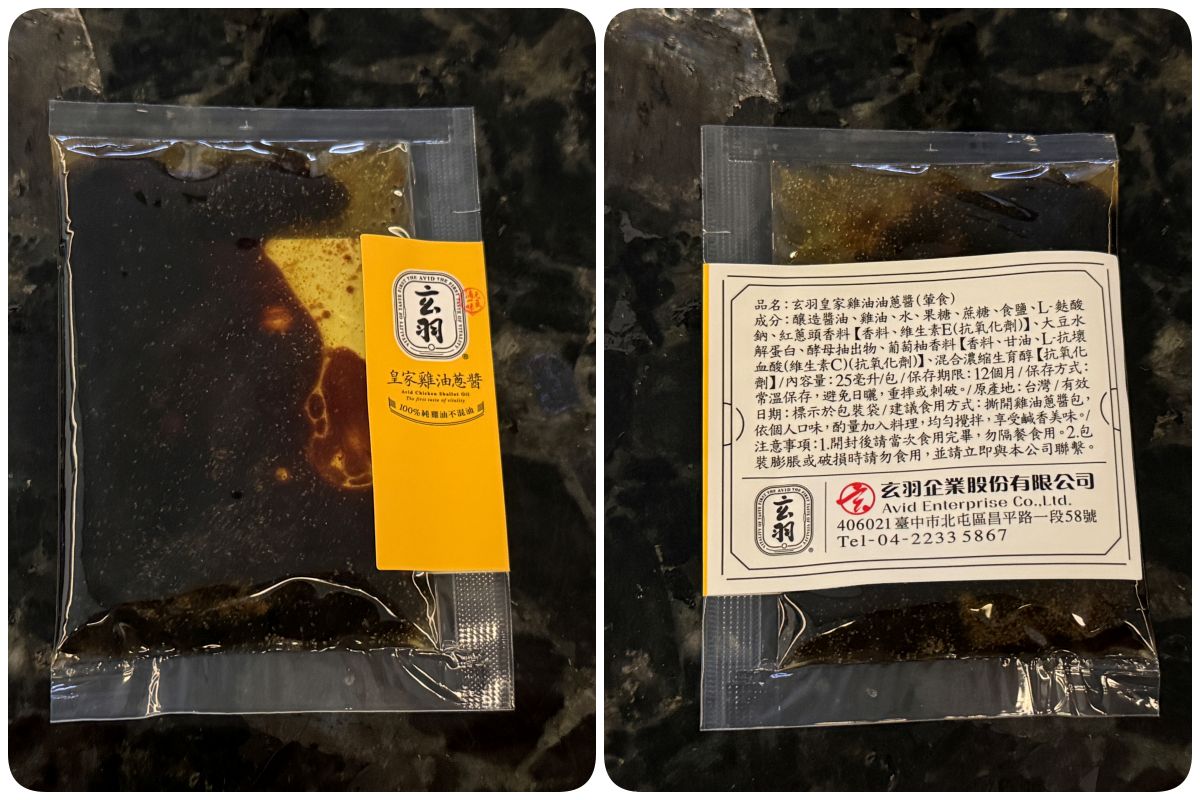 玄羽
®
皇家雞油蔥醬
Avid Chicken Shallot Oil
The first taste of vitality
100%純雞油不混油
品名：玄羽皇家雞油油蔥醬(葷食)
成分：釀造醬油、雞油、水、果糖、蔗糖、食鹽、L-麩酸
鈉、紅蔥頭香料【香料、維生素E(抗氧化劑)】、大豆水
解蛋白、酵母抽出物、葡萄柚香料【香料、甘油、L-抗壞
血酸(維生素C)(抗氧化劑)】、混合濃縮生育醇【抗氧化
劑】/內容量：25毫升/包/保存期限：12個月/保存方式：
常溫保存，避免日曬，重摔或刺破。/原產地：台灣/有效
日期：標示於包裝袋/建議食用方式：撕開雞油蔥醬包，
依個人口味，酌量加入料理，均勻攪拌，享受鹹香美味。/
注意事項：1.開封後請當次食用完畢，勿隔餐食用。2.包
裝膨脹或破損時請勿食用，並請立即與本公司聯繫。
玄羽
®
玄羽企業股份有限公司
Avid Enterprise Co.,Ltd.
406021臺中市北屯區昌平路一段58號
Tel-04-2233 5867